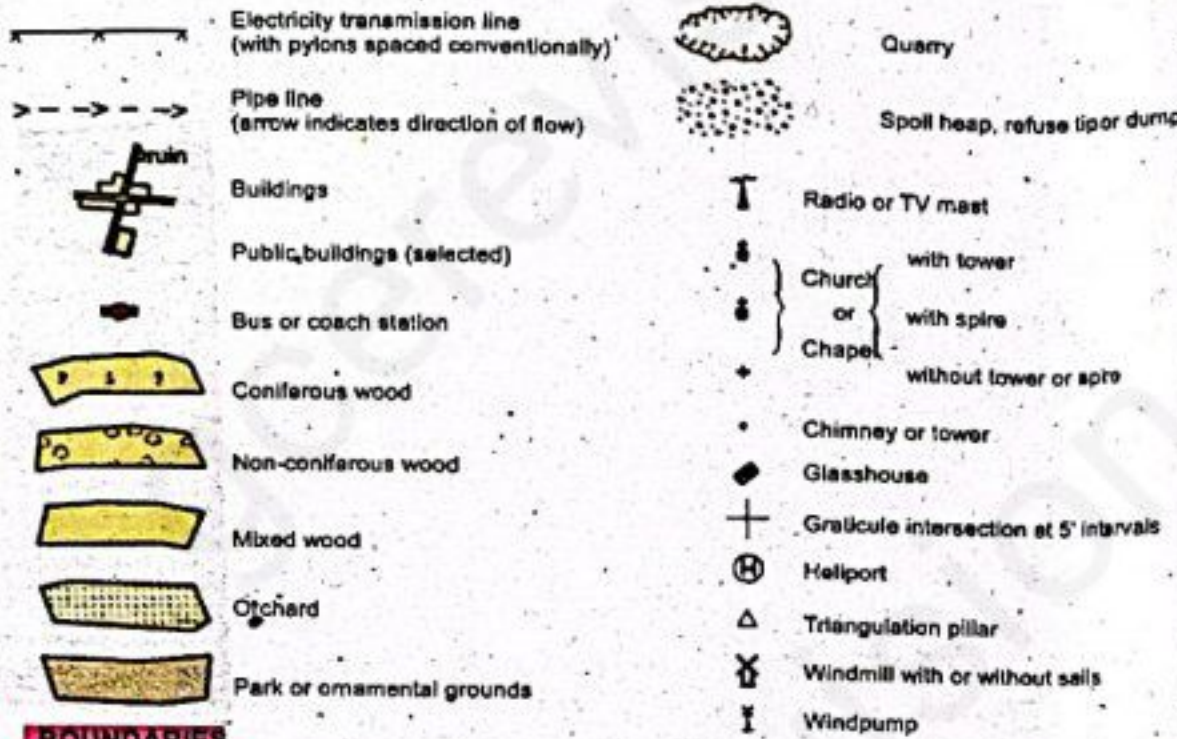 Electricity transmission line
(with pylons spaced conventionally)
Pipe line
(arrow indicates direction of flow)
ruin
Buildings
Public buildings (selected)
Bus or coach station
Coniferous wood
Non-coniferous wood
Mixed wood
Orchard
Park or ornamental grounds
BOUNDARIES
Quarry
Spoil heap, refuse tipor dump
Radio or TV mast
with tower
Church
or
Chapel
with spire
without tower or spire
Chimney or tower
Glasshouse
Graticule intersection at 5' intervals
H
Heliport
Triangulation pillar
Windmill with or without sails
Windpump